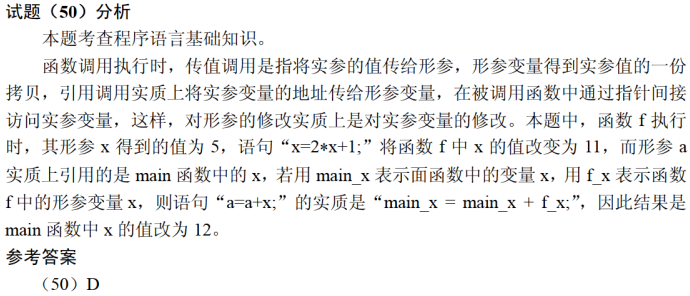 试题（50）分析
本题考查程序语言基础知识。
函数调用执行时，传值调用是指将实参的值传给形参，形参变量得到实参值的一份
拷贝，引用调用实质上将实参变量的地址传给形参变量，在被调用函数中通过指针间接
访问实参变量，这样，对形参的修改实质上是对实参变量的修改。本题中，函数 f 执行
时，其形参 x 得到的值为 5，语句“x=2*x+1;”将函数 f 中 x 的值改变为 11，而形参 a
实质上引用的是 main 函数中的 x，若用 main_x 表示面函数中的变量 x，用 f_x 表示函数
f 中的形参变量 x，则语句“a=a+x;”的实质是“main_x = main_x + f_x;”，因此结果是
main 函数中 x 的值改为 12。
参考答案
（50）D